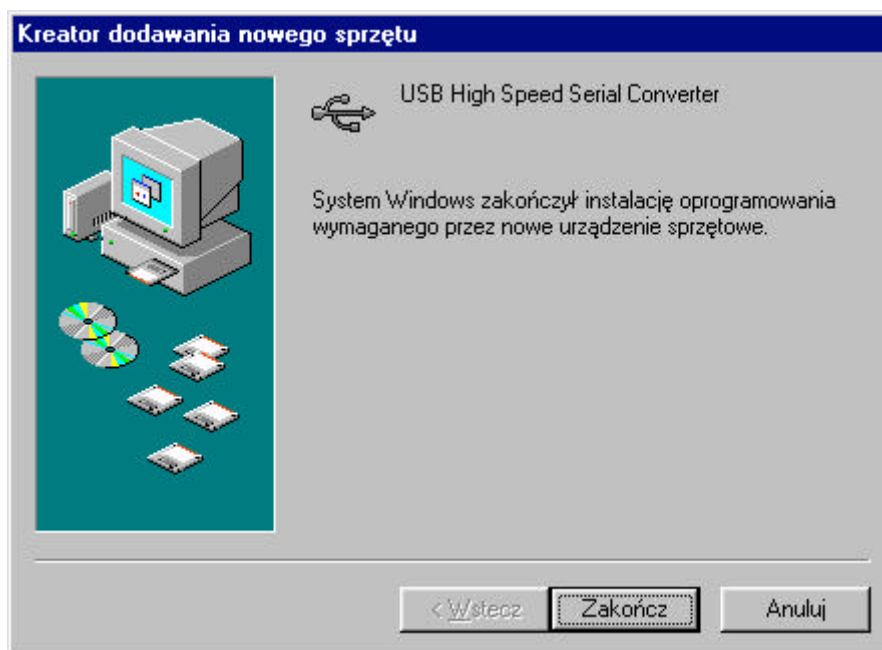 Kreator dodawania nowego sprzętu
USB High Speed Serial Converter
System Windows zakończył instalację oprogramowania
wymaganego przez nowe urządzenie sprzętowe.
< Wstecz
Zakończ
Anuluj